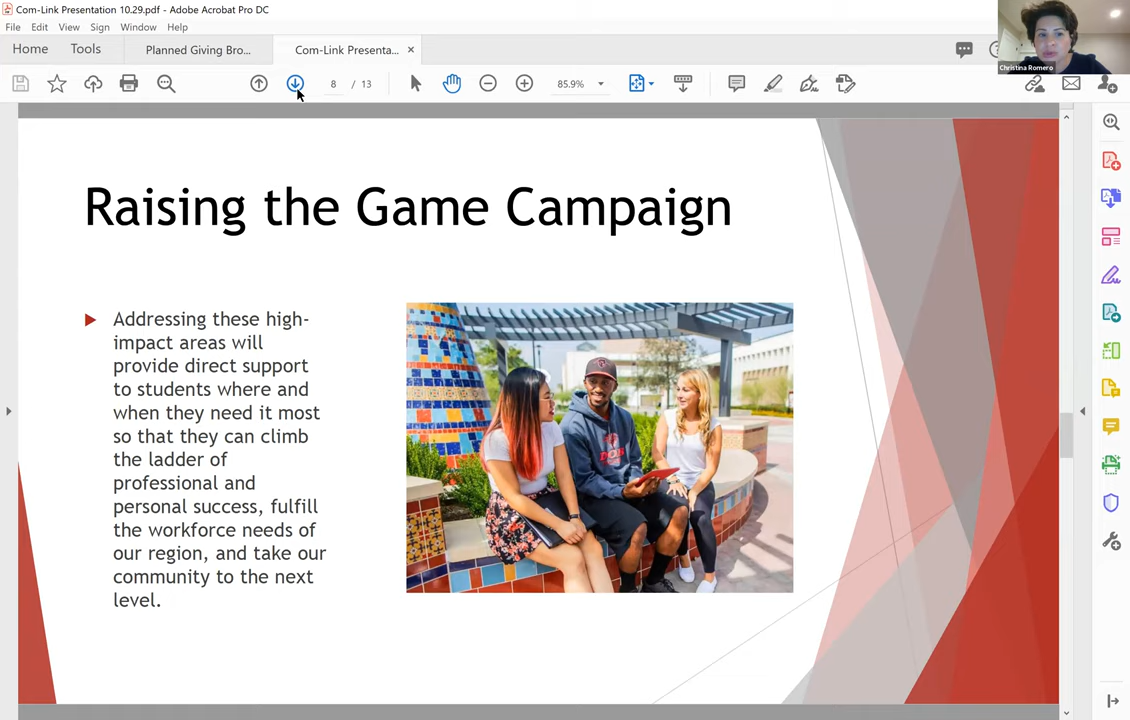 Com-Link Presentation 10.29.pdf - Adobe Acrobat Pro DC
File Edit View Sign Window Help
Home Tools Planned Giving Bro... Com-Link Presenta... ×
8 / 13 85.9%
Christina Romero
Raising the Game Campaign
Addressing these high-
impact areas will
provide direct support
to students where and
when they need it most
so that they can climb
the ladder of
professional and
personal success, fulfill
the workforce needs of
our region, and take our
community to the next
level.